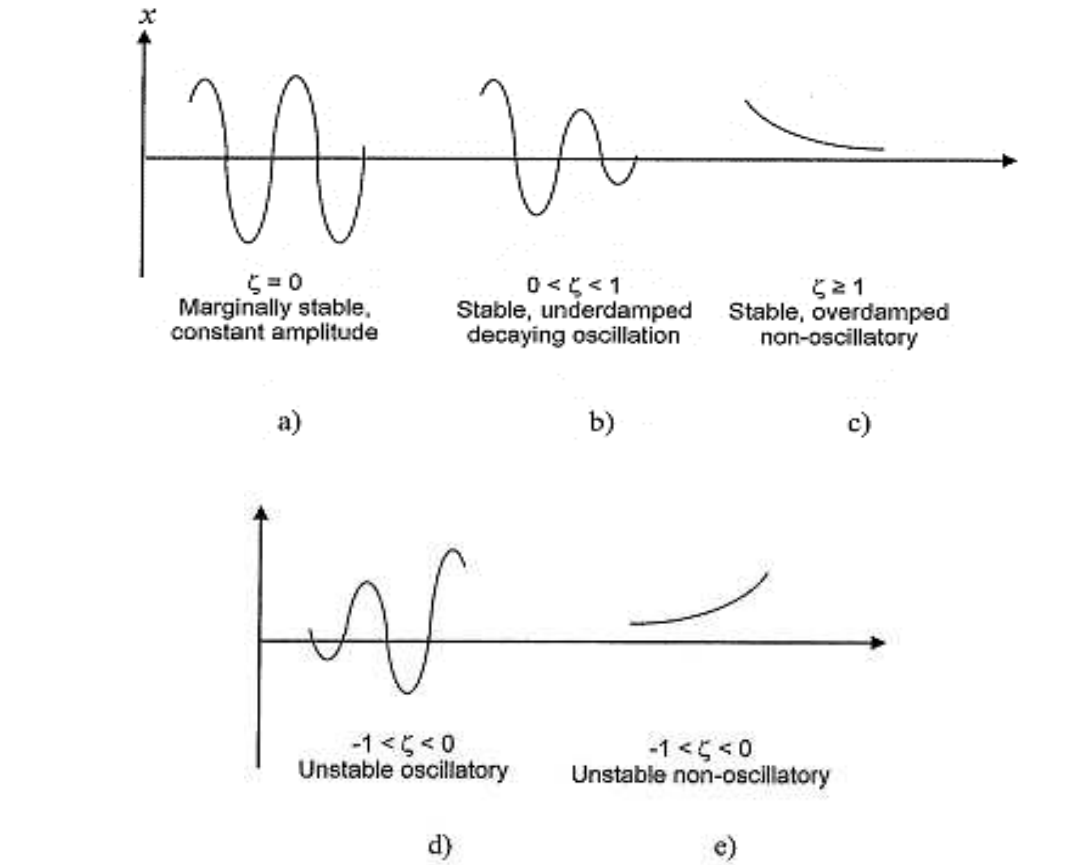 x
ζ = 0
Marginally stable,
constant amplitude
0 < ζ < 1
Stable, underdamped
decaying oscillation
ζ ≥ 1
Stable, overdamped
non-oscillatory
a)
b)
c)
-1 < ζ < 0
Unstable oscillatory
-1 < ζ < 0
Unstable non-oscillatory
d)
e)